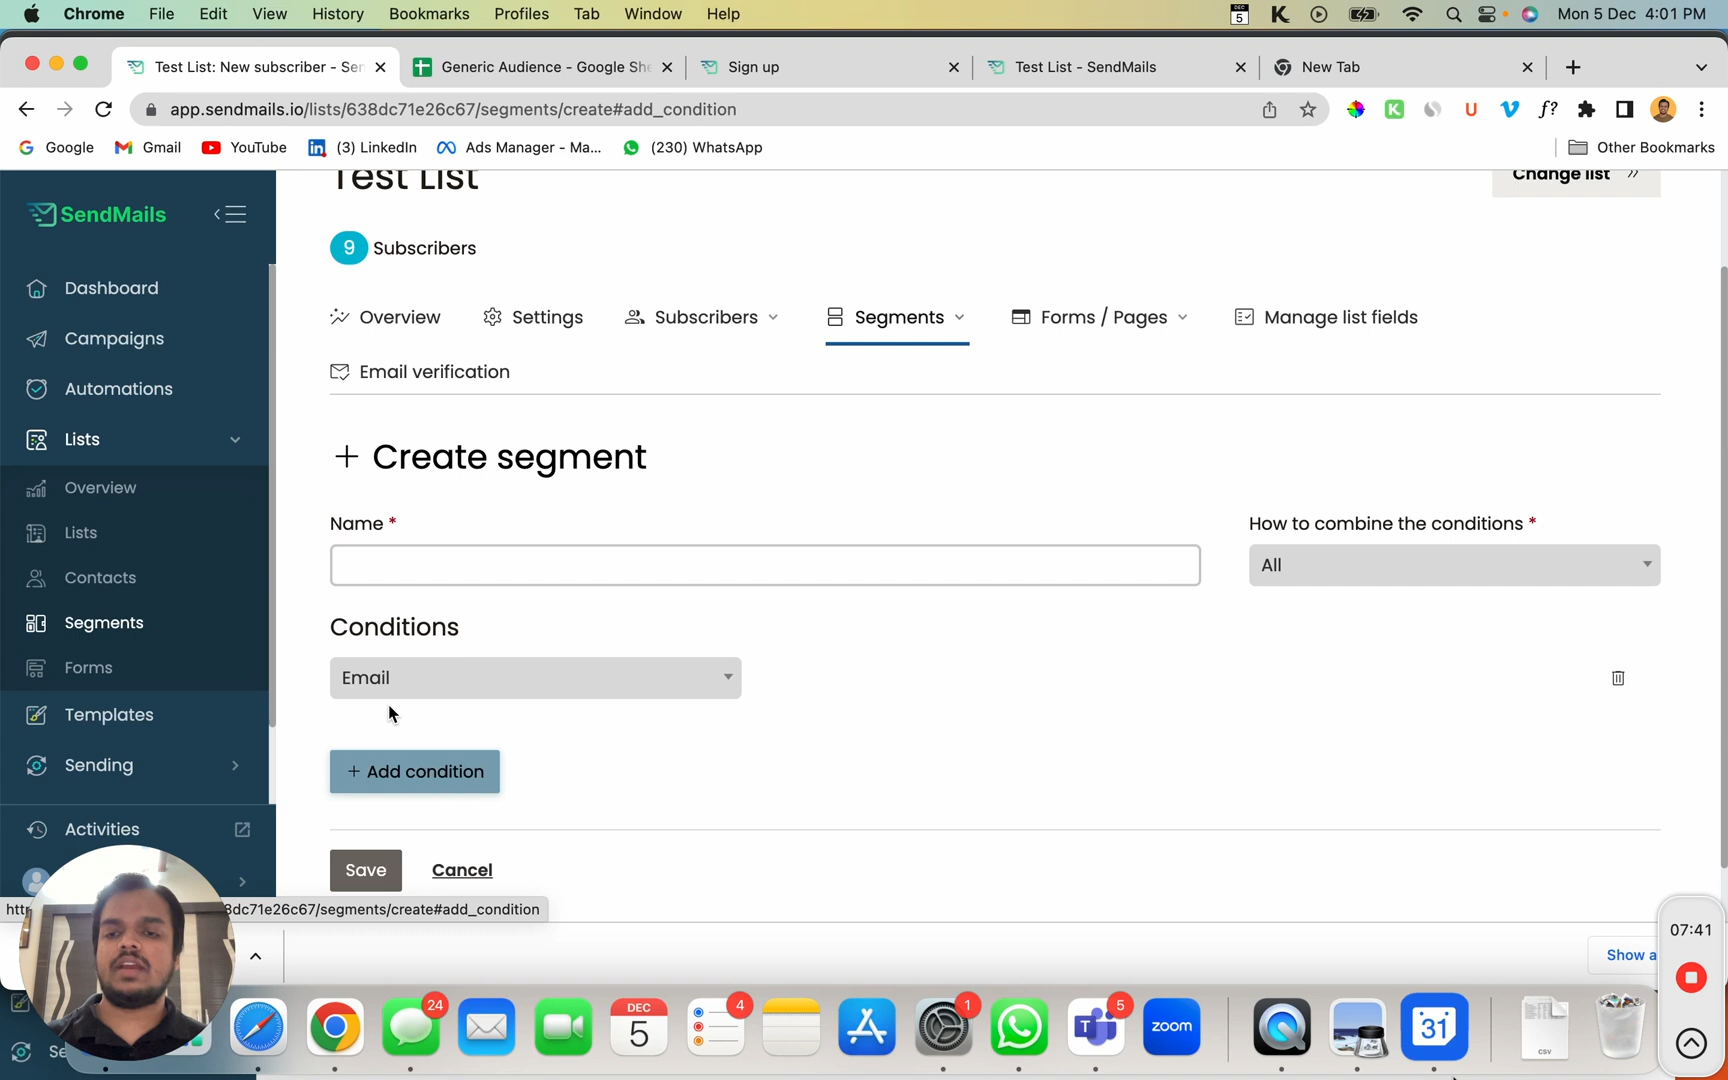 Chrome File Edit View History Bookmarks Profiles Tab Window Help
DEC 5
Mon 5 Dec 4:01 PM
Test List: New subscriber - Sen
Generic Audience - Google She
Sign up
Test List - SendMails
New Tab
app.sendmails.io/lists/638dc71e26c67/segments/create#add_condition
Google Gmail YouTube (3) LinkedIn Ads Manager - Ma... (230) WhatsApp Other Bookmarks
SendMails
Dashboard
Campaigns
Automations
Lists
Overview
Lists
Contacts
Segments
Forms
Templates
Sending
Activities
Test List
Change list
9 Subscribers
Overview Settings Subscribers Segments Forms / Pages Manage list fields
Email verification
+ Create segment
Name *
How to combine the conditions *
All
Conditions
Email
+ Add condition
Save Cancel
8dc71e26c67/segments/create#add_condition
Show a
07:41
24
DEC
5
4
1
5
zoom
31
CSV